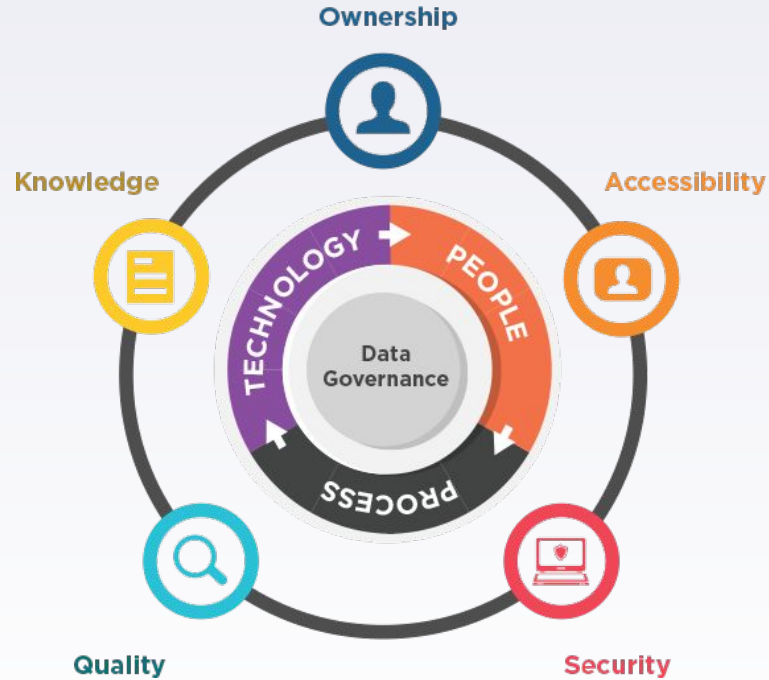 Ownership
Knowledge
Accessibility
TECHNOLOGY
PEOPLE
Data
Governance
PROCESS
Quality
Security